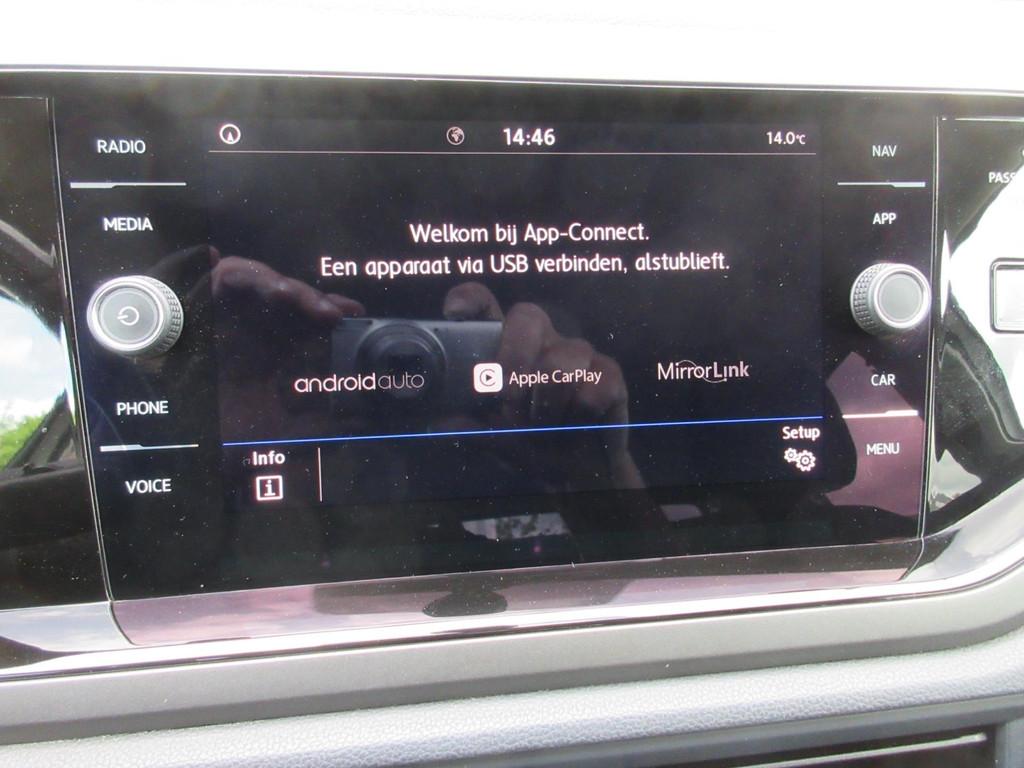 RADIO
MEDIA
PHONE
VOICE
14:46
14.0°C
Welkom bij App-Connect.
Een apparaat via USB verbinden, alstublieft.
androidauto
Apple CarPlay
MirrorLink
Info
Setup
NAV
APP
CAR
MENU
PASS